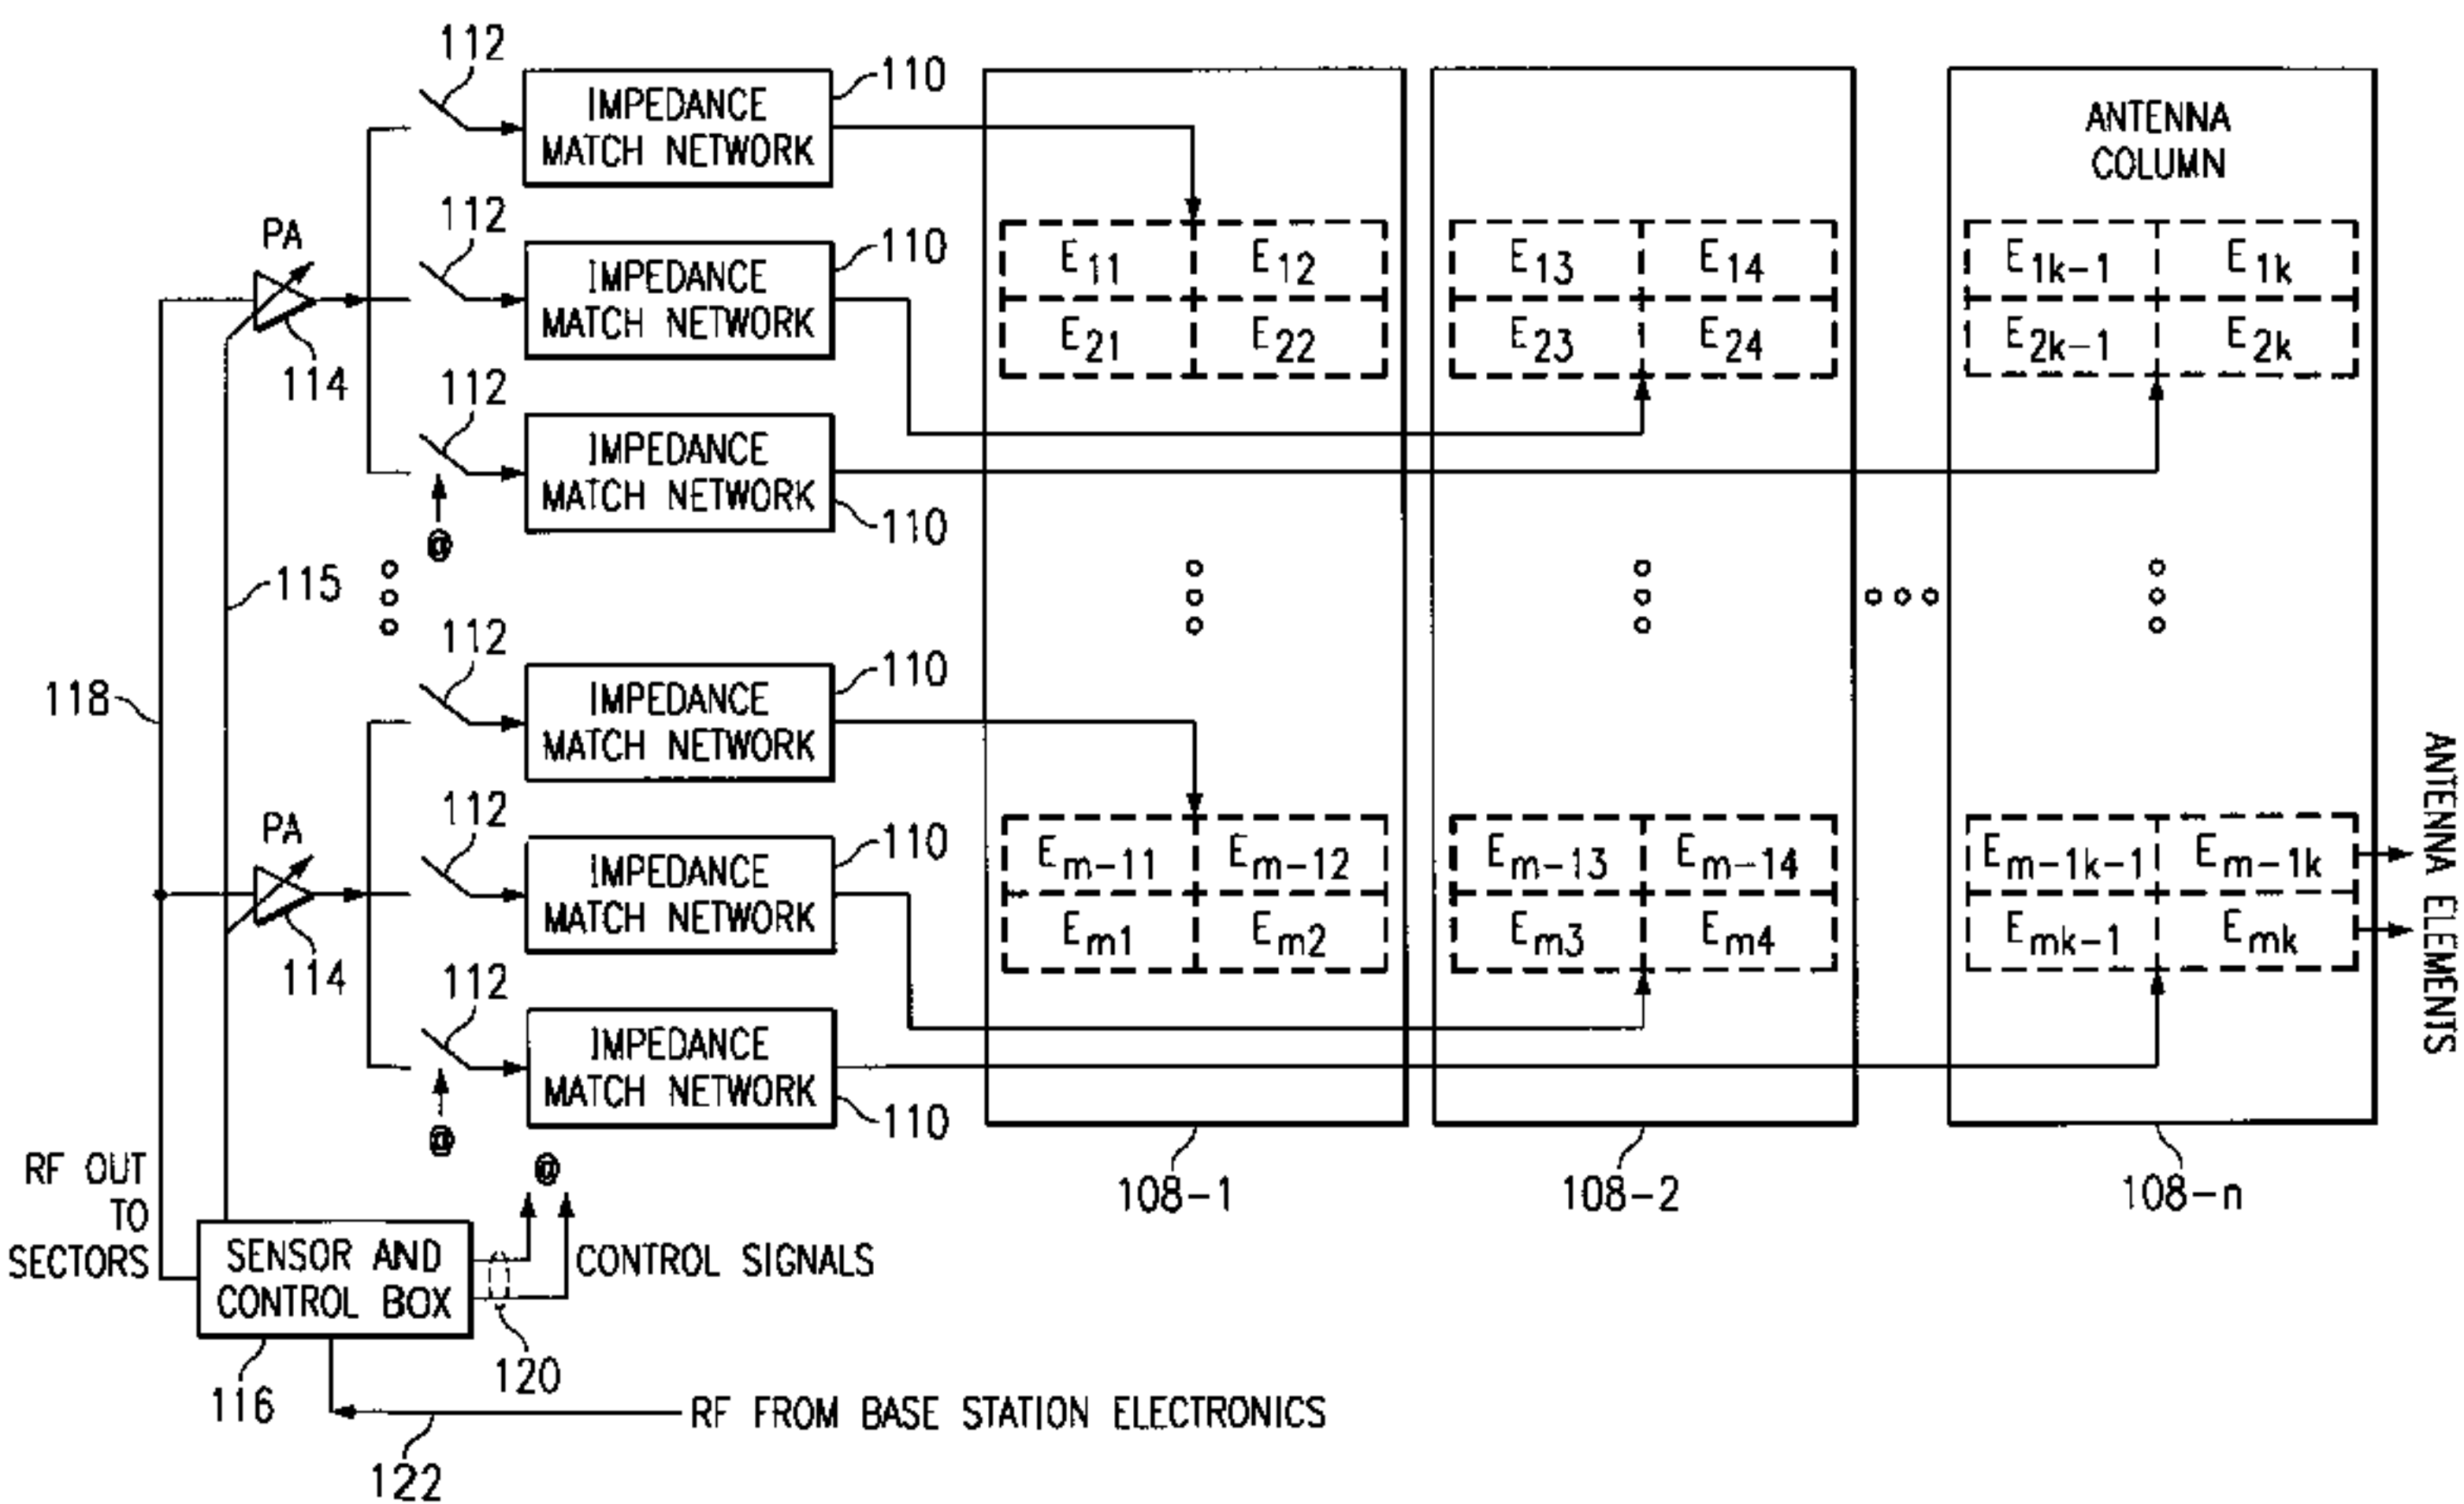 112
IMPEDANCE
MATCH NETWORK
110
ANTENNA
COLUMN
PA
114
112
IMPEDANCE
MATCH NETWORK
110
E11 E12
E21 E22
E13 E14
E23 E24
E1k-1 E1k
E2k-1 E2k
112
IMPEDANCE
MATCH NETWORK
110
@
115
118
112
IMPEDANCE
MATCH NETWORK
110
PA
114
112
IMPEDANCE
MATCH NETWORK
110
Em-11 Em-12
Em1 Em2
Em-13 Em-14
Em3 Em4
Em-1k-1 Em-1k
Emk-1 Emk
ANTENNA ELEMENTS
112
IMPEDANCE
MATCH NETWORK
110
@
108-1
108-2
108-n
RF OUT
TO
SECTORS
SENSOR AND
CONTROL BOX
@
CONTROL SIGNALS
116
120
RF FROM BASE STATION ELECTRONICS
122